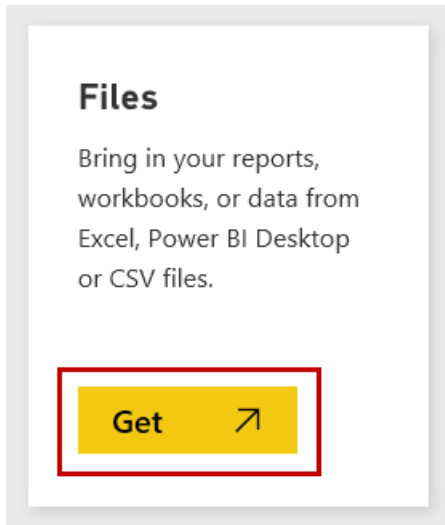 Files
Bring in your reports,
workbooks, or data from
Excel, Power BI Desktop
or CSV files.
Get